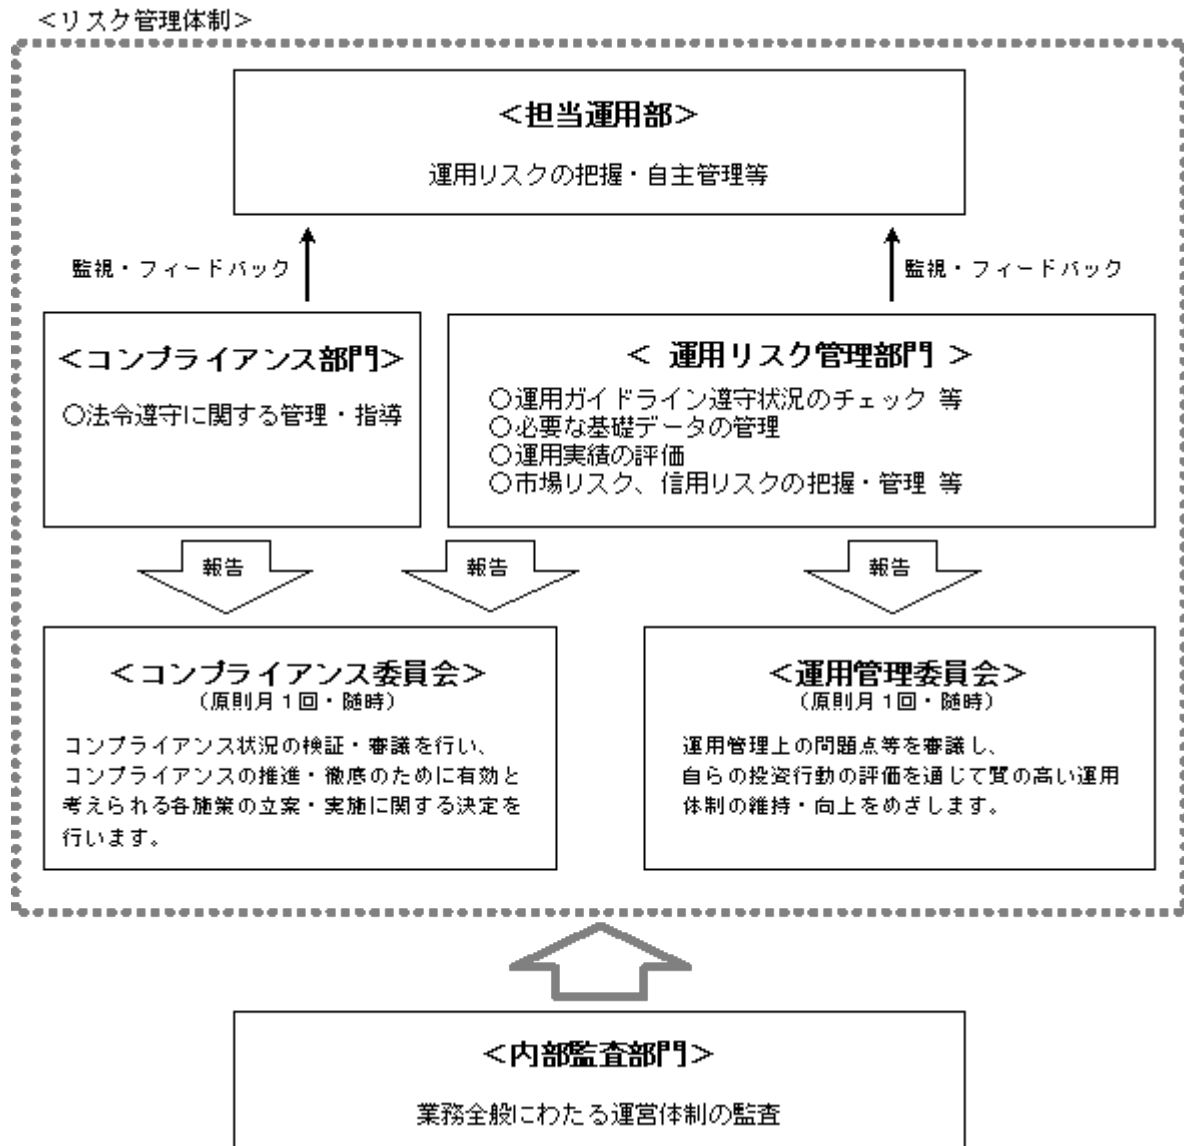 ＜リスク管理体制＞
＜担当運用部＞
運用リスクの把握・自主管理等
監視・フィードバック
監視・フィードバック
＜コンプライアンス部門＞
○法令遵守に関する管理・指導
＜ 運用リスク管理部門 ＞
○運用ガイドライン遵守状況のチェック 等
○必要な基礎データの管理
○運用実績の評価
○市場リスク、信用リスクの把握・管理 等
報告
報告
報告
＜コンプライアンス委員会＞
（原則月１回・随時）
コンプライアンス状況の検証・審議を行い、
コンプライアンスの推進・徹底のために有効と
考えられる各施策の立案・実施に関する決定を
行います。
＜運用管理委員会＞
（原則月１回・随時）
運用管理上の問題点等を審議し、
自らの投資行動の評価を通じて質の高い運用
体制の維持・向上をめざします。
＜内部監査部門＞
業務全般にわたる運営体制の監査